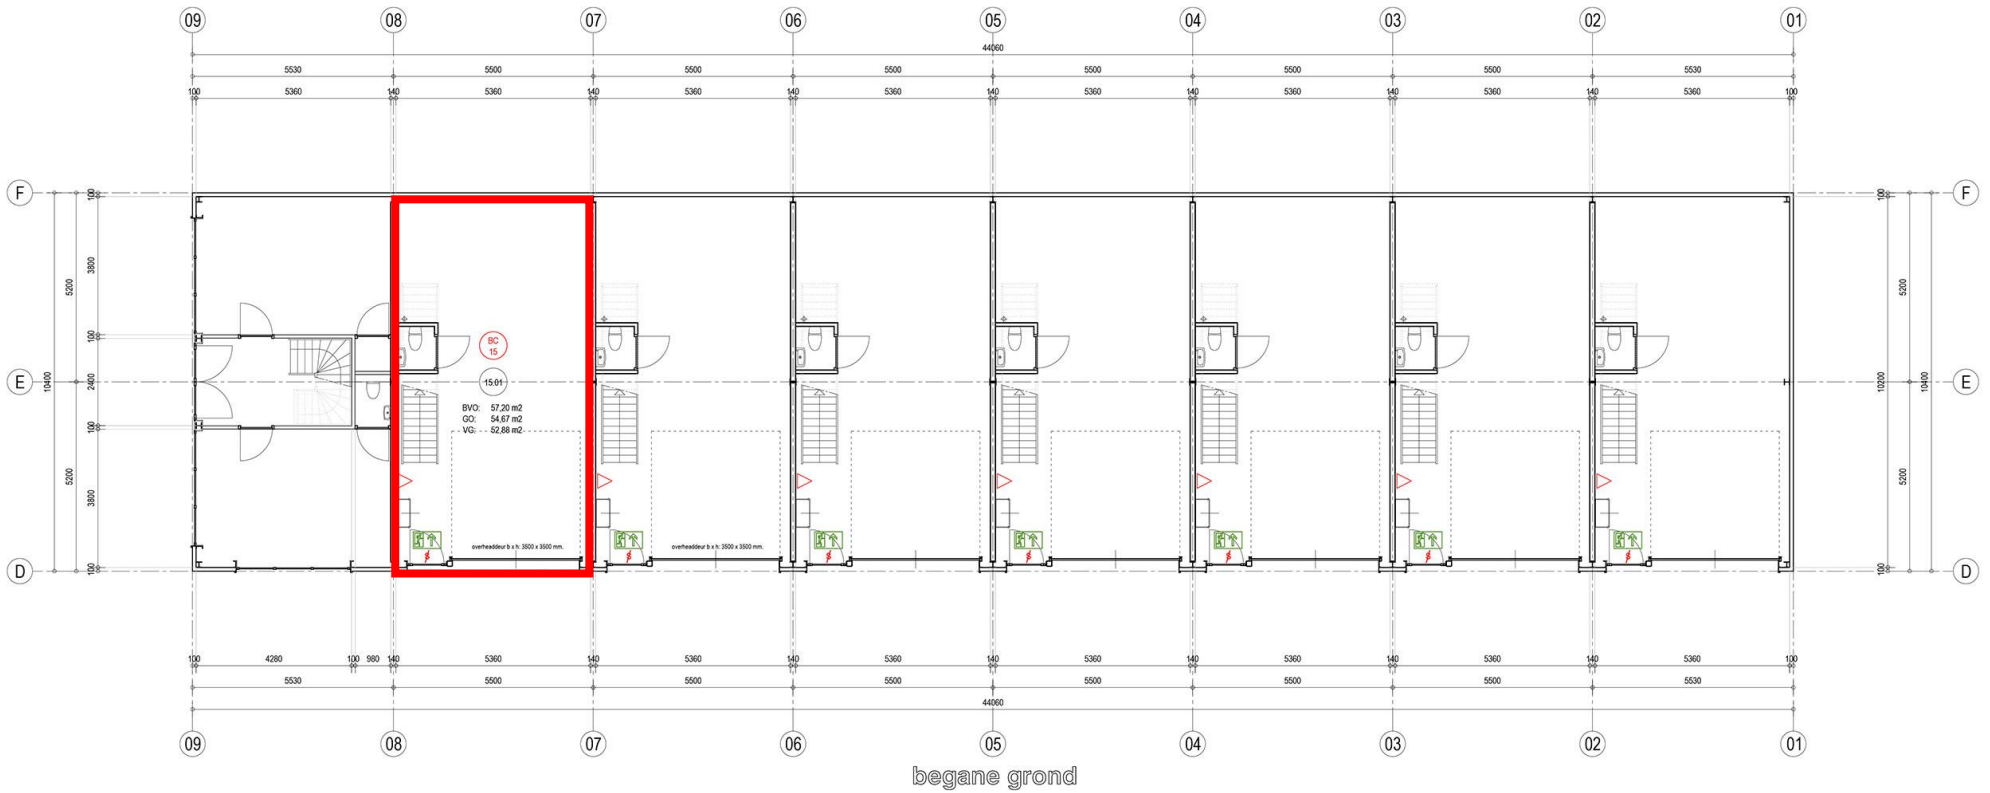 09 08 07 06 05 04 03 02 01
44060
5530 5500 5500 5500 5500 5500 5500 5530
100 5360 140 5360 140 5360 140 5360 140 5360 140 5360 140 5360 140 5360 100
F 100 100 F
3800
5200 5200
100
BC
15
E 10400 2400 15.01 10200 10400 E
BVO: 57,20 m2
GO: 54,67 m2
VG: 52,88 m2
100
5200 5200
3800
overheaddeur b x h: 3500 x 3500 mm. overheaddeur b x h: 3500 x 3500 mm.
D 100 100 D
100 4280 100 980 140 5360 140 5360 140 5360 140 5360 140 5360 140 5360 140 5360 100
5530 5500 5500 5500 5500 5500 5500 5530
44060
09 08 07 06 05 04 03 02 01
begane grond